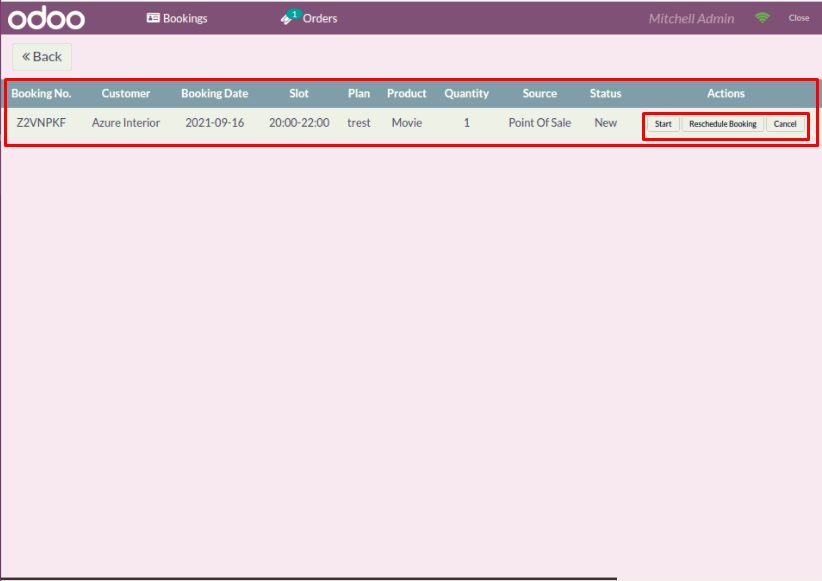 odoo Bookings 1 Orders Mitchell Admin Close
« Back
Booking No. Customer Booking Date Slot Plan Product Quantity Source Status Actions
Z2VNPKF Azure Interior 2021-09-16 20:00-22:00 trest Movie 1 Point Of Sale New Start Reschedule Booking Cancel